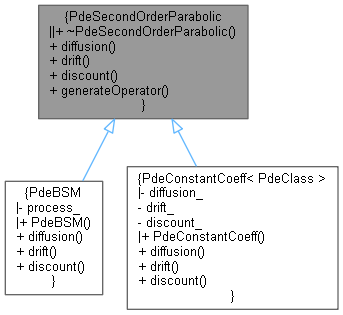 {PdeSecondOrderParabolic
||+ ~PdeSecondOrderParabolic()
+ diffusion()
+ drift()
+ discount()
+ generateOperator()
}
{PdeBSM
|- process_
|+ PdeBSM()
+ diffusion()
+ drift()
+ discount()
}
{PdeConstantCoeff< PdeClass >
|- diffusion_
- drift_
- discount_
|+ PdeConstantCoeff()
+ diffusion()
+ drift()
+ discount()
}